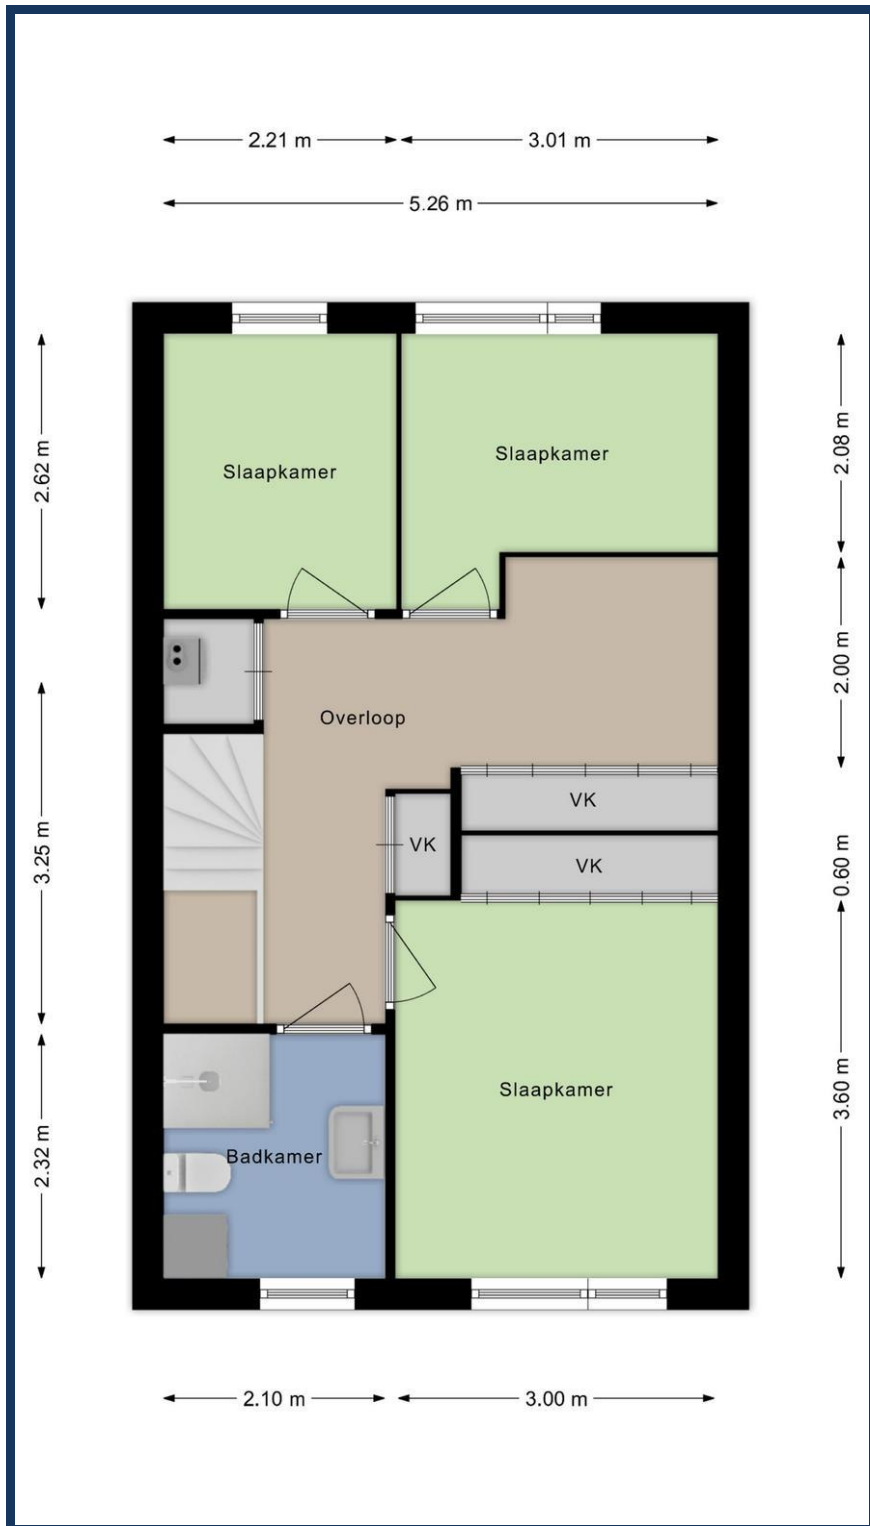 2.21 m
3.01 m
5.26 m
2.62 m
2.08 m
Slaapkamer
Slaapkamer
2.00 m
Overloop
VK
VK
VK
3.25 m
0.60 m
Slaapkamer
3.60 m
Badkamer
2.32 m
2.10 m
3.00 m